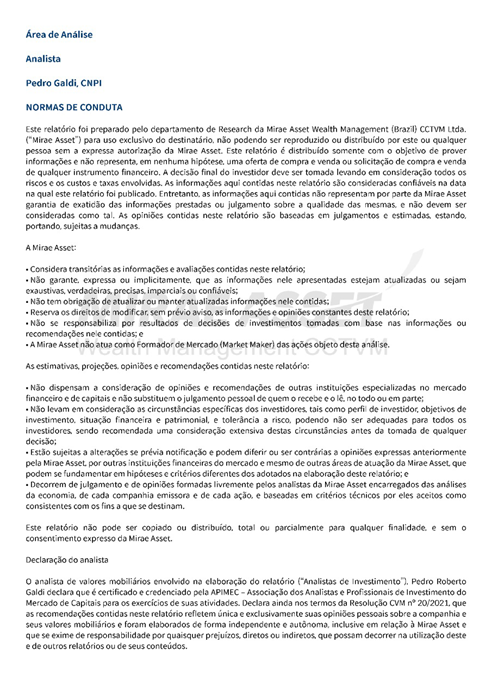 Área de Análise
Analista
Pedro Galdi, CNPI
NORMAS DE CONDUTA
Este relatório foi preparado pelo departamento de Research da Mirae Asset Wealth Management (Brazil) CCTVM Ltda.
("Mirae Asset") para uso exclusivo do destinatário, não podendo ser reproduzido ou distribuído por este ou qualquer
pessoa sem a expressa autorização da Mirae Asset. Este relatório é distribuído somente com o objetivo de prover
informações e não representa, em nenhuma hipótese, uma oferta de compra e venda ou solicitação de compra e venda
de qualquer instrumento financeiro. A decisão final do investidor deve ser tomada levando em consideração todos os
riscos e os custos e taxas envolvidas. As informações aqui contidas neste relatório são consideradas confiáveis na data
na qual este relatório foi publicado. Entretanto, as informações aqui contidas não representam por parte da Mirae Asset
garantia de exatidão das informações prestadas ou julgamento sobre a qualidade das mesmas, e não devem ser
consideradas como tal. As opiniões contidas neste relatório são baseadas em julgamentos e estimadas, estando,
portando, sujeitas a mudanças.
A Mirae Asset:
• Considera transitórias as informações e avaliações contidas neste relatório;
• Não garante, expressa ou implicitamente, que as informações nele apresentadas estejam atualizadas ou sejam
exaustivas, verdadeiras, precisas, imparciais ou confiáveis;
• Não tem obrigação de atualizar ou manter atualizadas informações nele contidas;
• Reserva os direitos de modificar, sem prévio aviso, as informações e opiniões constantes deste relatório;
• Não se responsabiliza por resultados de decisões de investimentos tomadas com base nas informações ou
recomendações nele contidas; e
• A Mirae Asset não atua como Formador de Mercado (Market Maker) das ações objeto desta análise.
Wealth Management CCTVM
As estimativas, projeções, opiniões e recomendações contidas neste relatório:
• Não dispensam a consideração de opiniões e recomendações de outras instituições especializadas no mercado
financeiro e de capitais e não substituem o julgamento pessoal de quem o recebe e o lê, no todo ou em parte;
• Não levam em consideração as circunstâncias específicas dos investidores, tais como perfil de investidor, objetivos de
investimento, situação financeira e patrimonial, e tolerância a risco, podendo não ser adequadas para todos os
investidores, sendo recomendada uma consideração extensiva destas circunstâncias antes da tomada de qualquer
decisão;
• Estão sujeitas a alterações se prévia notificação e podem diferir ou ser contrárias a opiniões expressas anteriormente
pela Mirae Asset, por outras instituições financeiras do mercado e mesmo de outras áreas de atuação da Mirae Asset, que
podem se fundamentar em hipóteses e critérios diferentes dos adotados na elaboração deste relatório; e
• Decorrem de julgamento e de opiniões formadas livremente pelos analistas da Mirae Asset encarregados das análises
da economia, de cada companhia emissora e de cada ação, e baseadas em critérios técnicos por eles aceitos como
consistentes com os fins a que se destinam.
Este relatório não pode ser copiado ou distribuído, total ou parcialmente para qualquer finalidade, e sem o
consentimento expresso da Mirae Asset.
Declaração do analista
O analista de valores mobiliários envolvido na elaboração do relatório ("Analistas de Investimento"), Pedro Roberto
Galdi declara que é certificado e credenciado pela APIMEC – Associação dos Analistas e Profissionais de Investimento do
Mercado de Capitais para os exercícios de suas atividades. Declara ainda nos termos da Resolução CVM nº 20/2021, que
as recomendações contidas neste relatório refletem única e exclusivamente suas opiniões pessoais sobre a companhia e
seus valores mobiliários e foram elaborados de forma independente e autônoma, inclusive em relação à Mirae Asset e
que se exime de responsabilidade por quaisquer prejuízos, diretos ou indiretos, que possam decorrer na utilização deste
e de outros relatórios ou de seus conteúdos.